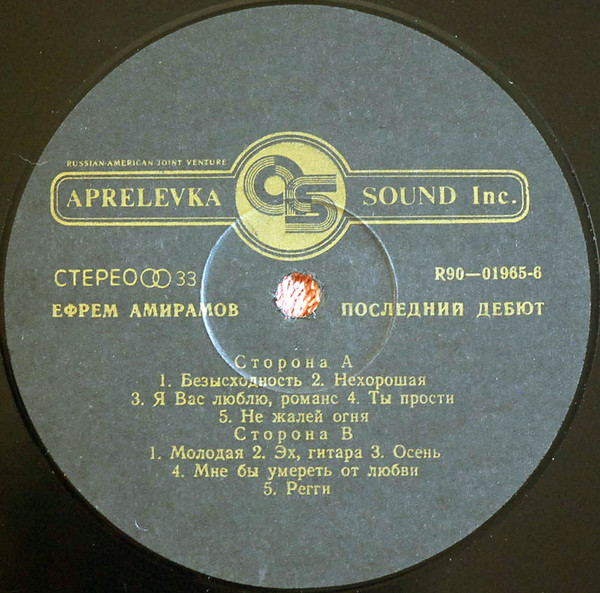 RUSSIAN-AMERICAN JOINT VENTURE
APRELEVKA SOUND Inc.
СТЕРЕО 33 R90—01965-6
ЕФРЕМ АМИРАМОВ ПОСЛЕДНИЙ ДЕБЮТ
Сторона А
1. Безысходность 2. Нехорошая
3. Я Вас люблю, романс 4. Ты прости
5. Не жалей огня
Сторона В
1. Молодая 2. Эх, гитара 3. Осень
4. Мне бы умереть от любви
5. Регги